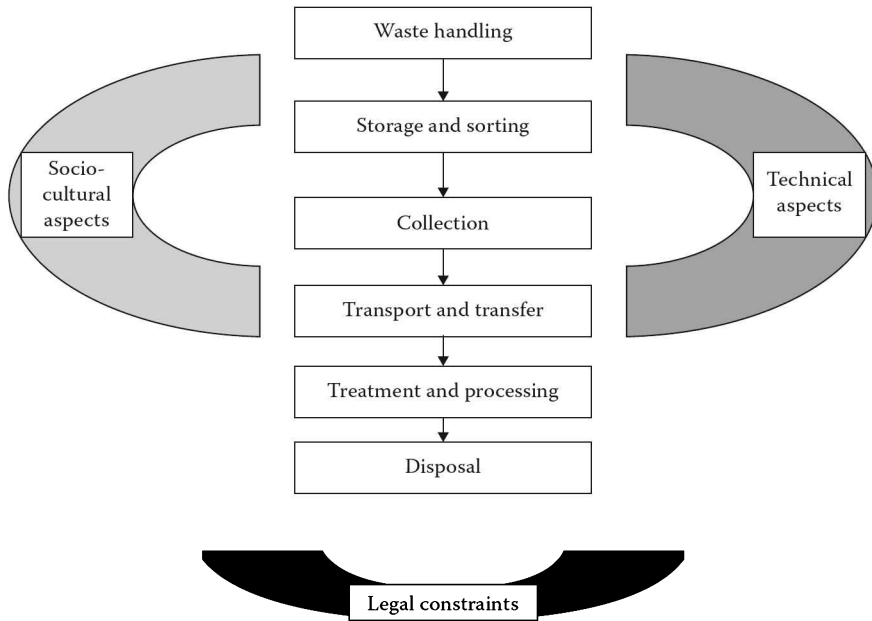 Waste handling
Storage and sorting
Socio-
cultural
aspects
Technical
aspects
Collection
Transport and transfer
Treatment and processing
Disposal
Legal constraints